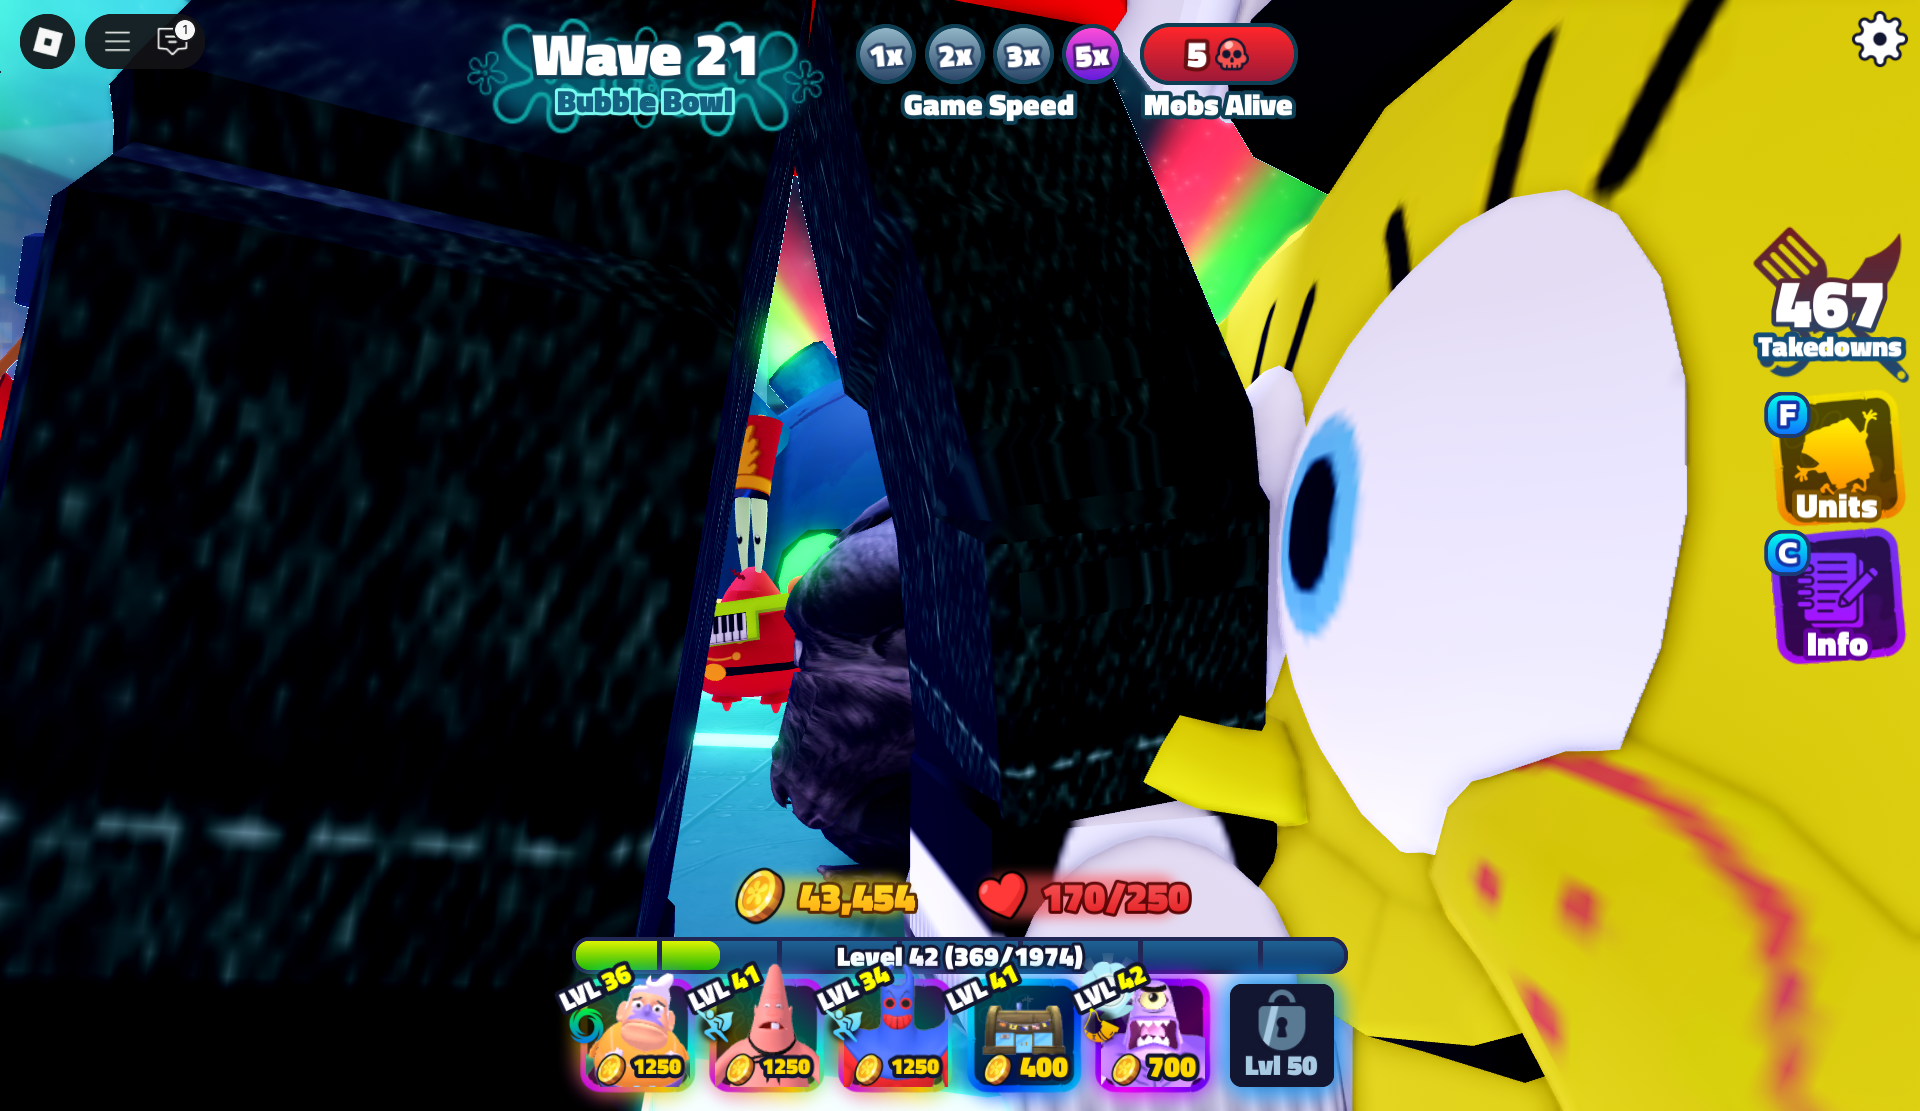 1
Wave 21
Bubble Bowl
1x 2x 3x 5x
Game Speed
5
Mobs Alive
467
Takedowns
F
Units
C
Info
43,454
170/250
Level 42 (369/1974)
LVL 36
1250
LVL 41
1250
LVL 34
1250
LVL 41
400
LVL 42
700
Lvl 50